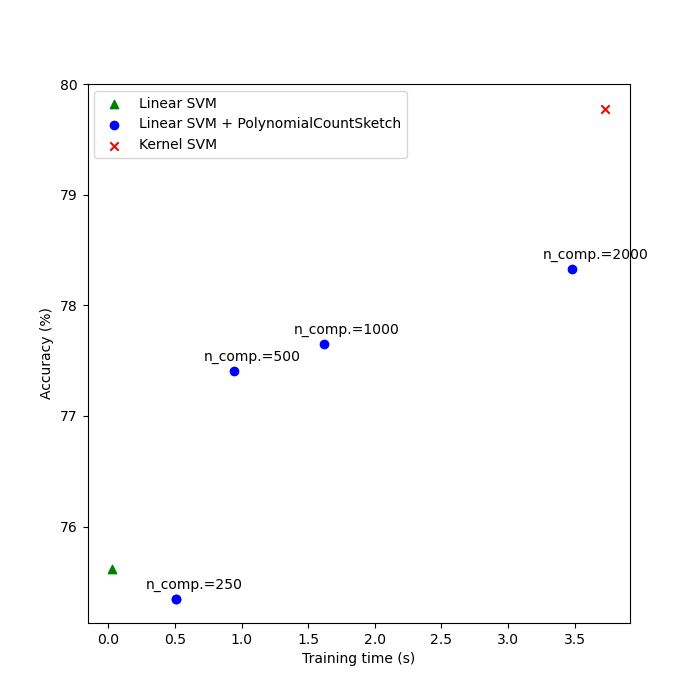 Linear SVM
Linear SVM + PolynomialCountSketch
Kernel SVM
n_comp.=2000
n_comp.=1000
n_comp.=500
n_comp.=250
80
79
78
77
76
Accuracy (%)
0.0 0.5 1.0 1.5 2.0 2.5 3.0 3.5
Training time (s)